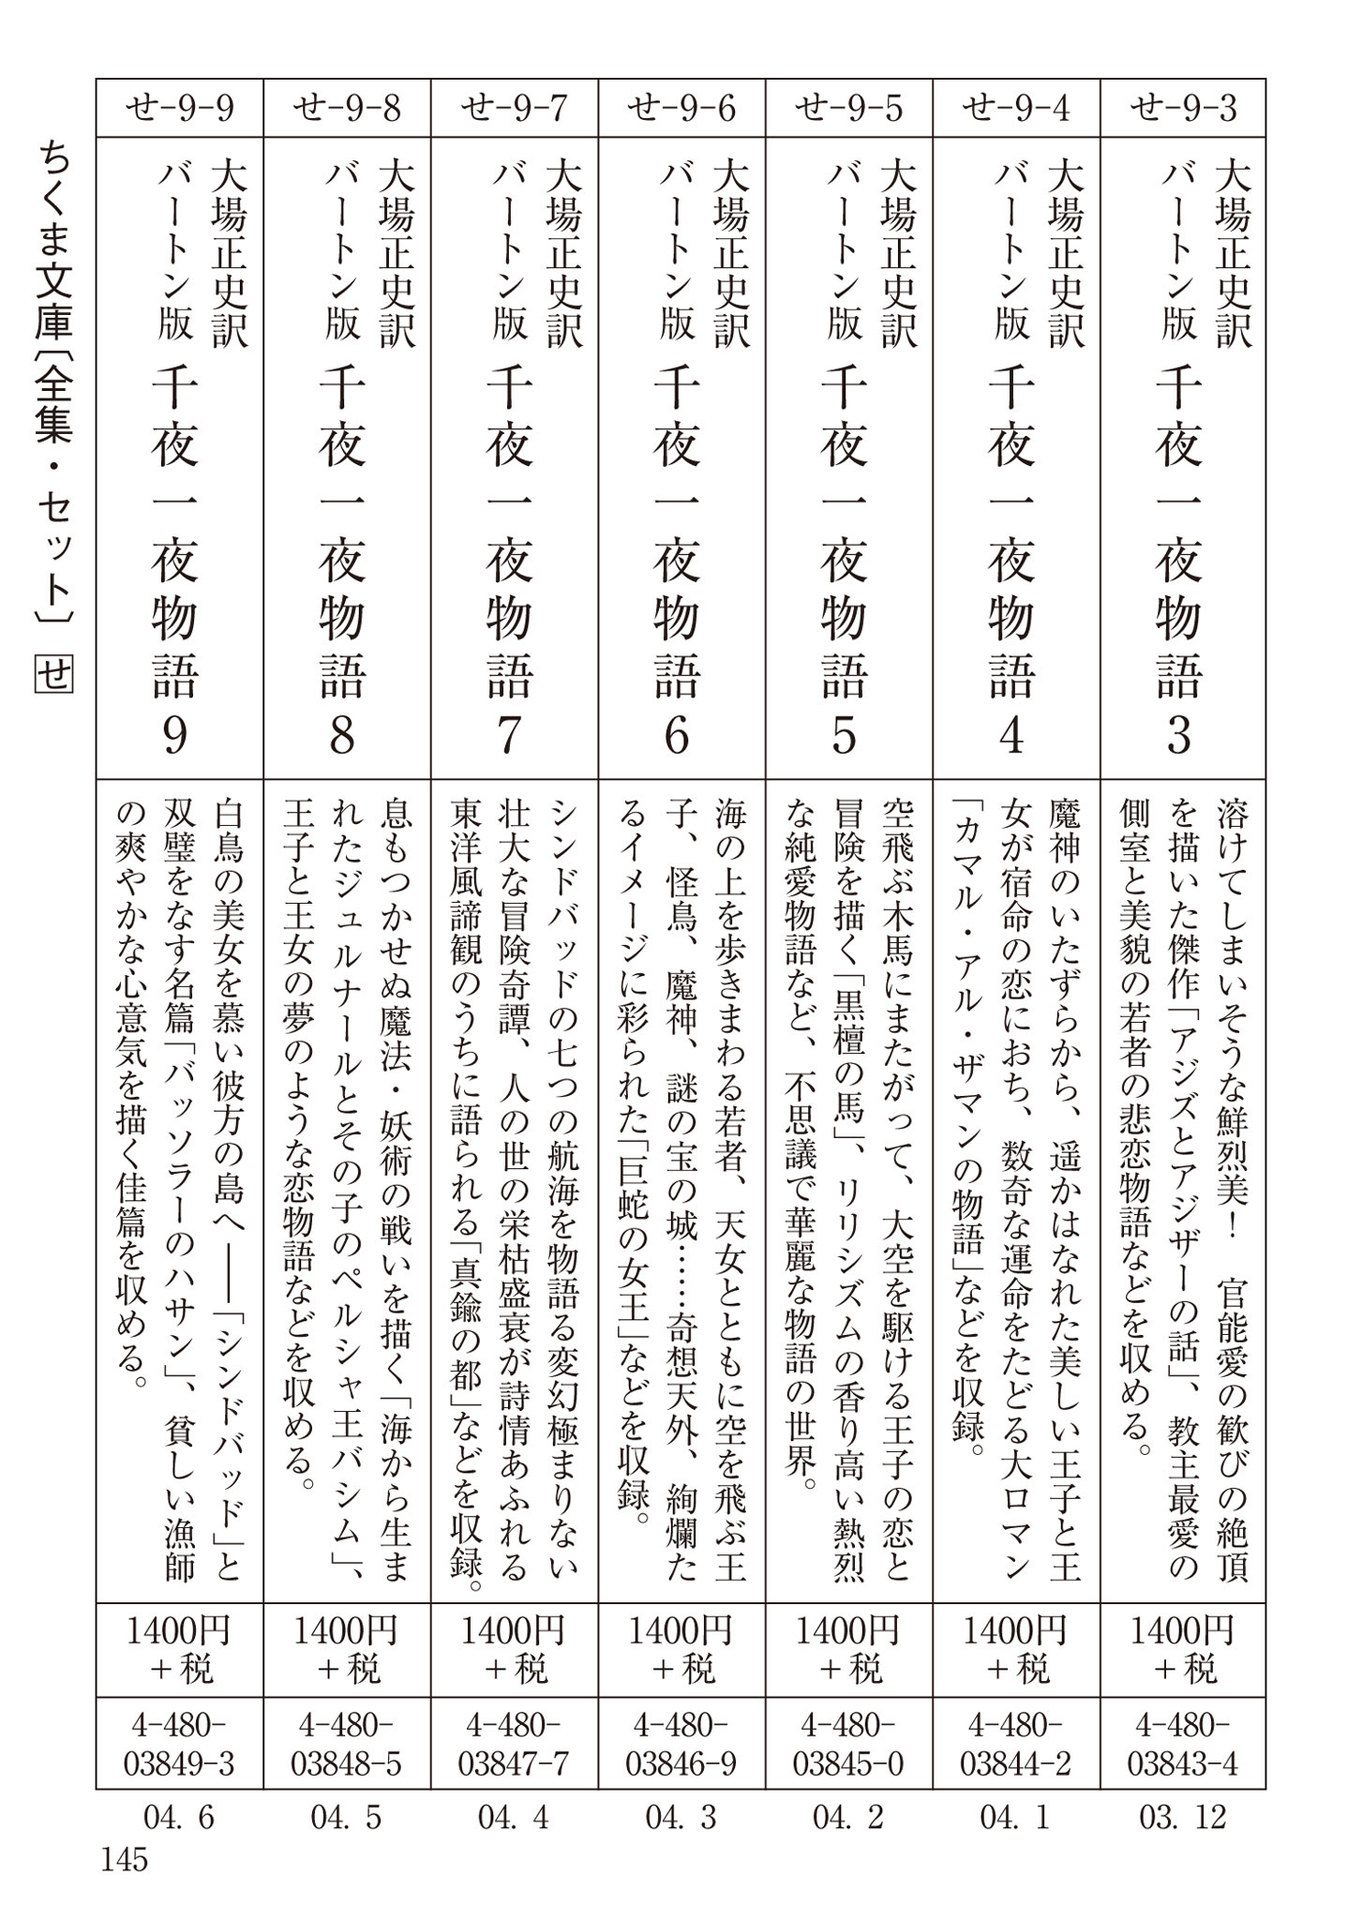 せ-9-3
大場正史訳
バートン版 千夜一夜物語 3
溶けてしまいそうな鮮烈美！　官能愛の歓びの絶頂
を描いた傑作「アジズとアジザーの話」、教主最愛の
側室と美貌の若者の悲恋物語などを収める。
1400円
+税
4-480-
03843-4
03. 12
せ-9-4
大場正史訳
バートン版 千夜一夜物語 4
魔神のいたずらから、遥かはなれた美しい王子と王
女が宿命の恋におち、数奇な運命をたどる大ロマン
「カマル・アル・ザマンの物語」などを収録。
1400円
+税
4-480-
03844-2
04. 1
せ-9-5
大場正史訳
バートン版 千夜一夜物語 5
空飛ぶ木馬にまたがって、大空を駆ける王子の恋と
冒険を描く「黒檀の馬」、リリシズムの香り高い熱烈
な純愛物語など、不思議で華麗な物語の世界。
1400円
+税
4-480-
03845-0
04. 2
せ-9-6
大場正史訳
バートン版 千夜一夜物語 6
海の上を歩きまわる若者、天女とともに空を飛ぶ王
子、怪鳥、魔神、謎の宝の城……奇想天外、絢爛た
るイメージに彩られた「巨蛇の女王」などを収録。
1400円
+税
4-480-
03846-9
04. 3
せ-9-7
大場正史訳
バートン版 千夜一夜物語 7
シンドバッドの七つの航海を物語る変幻極まりない
壮大な冒険奇譚、人の世の栄枯盛衰が詩情あふれる
東洋風諦観のうちに語られる「真鍮の都」などを収録。
1400円
+税
4-480-
03847-7
04. 4
せ-9-8
大場正史訳
バートン版 千夜一夜物語 8
息もつかせぬ魔法・妖術の戦いを描く「海から生ま
れたジュルナールとその子のペルシャ王バシム」、
王子と王女の夢のような恋物語などを収める。
1400円
+税
4-480-
03848-5
04. 5
せ-9-9
大場正史訳
バートン版 千夜一夜物語 9
白鳥の美女を慕い彼方の島へ――「シンドバッド」と
双璧をなす名篇「バッソラーのハサン」、貧しい漁師
の爽やかな心意気を描く佳篇を収める。
1400円
+税
4-480-
03849-3
04. 6
ちくま文庫〔全集・セット〕 せ
145